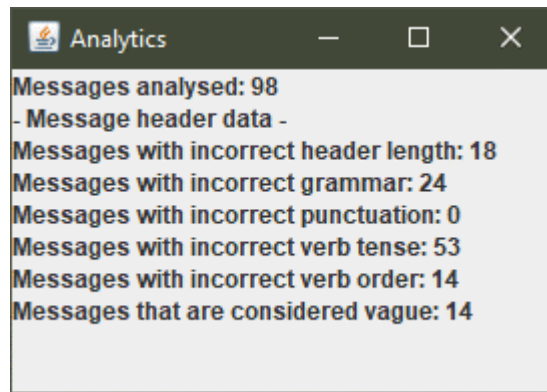 Analytics
Messages analysed: 98
- Message header data -
Messages with incorrect header length: 18
Messages with incorrect grammar: 24
Messages with incorrect punctuation: 0
Messages with incorrect verb tense: 53
Messages with incorrect verb order: 14
Messages that are considered vague: 14